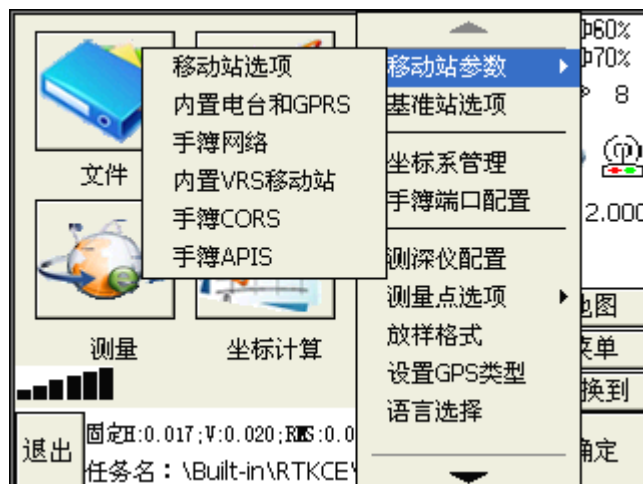 移动站选项
内置电台和GPRS
手簿网络
内置VRS移动站
手簿CORS
手簿APIS
移动站参数
基准站选项
坐标系管理
手簿端口配置
测深仪配置
测量点选项
放样格式
设置GPS类型
语言选择
60%
70%
8
2.000
文件
测量
坐标计算
图
菜单
换到
退出
固定H:0.017;V:0.020;RMS:0.0
任务名：\Built-in\RTKCE\
确定